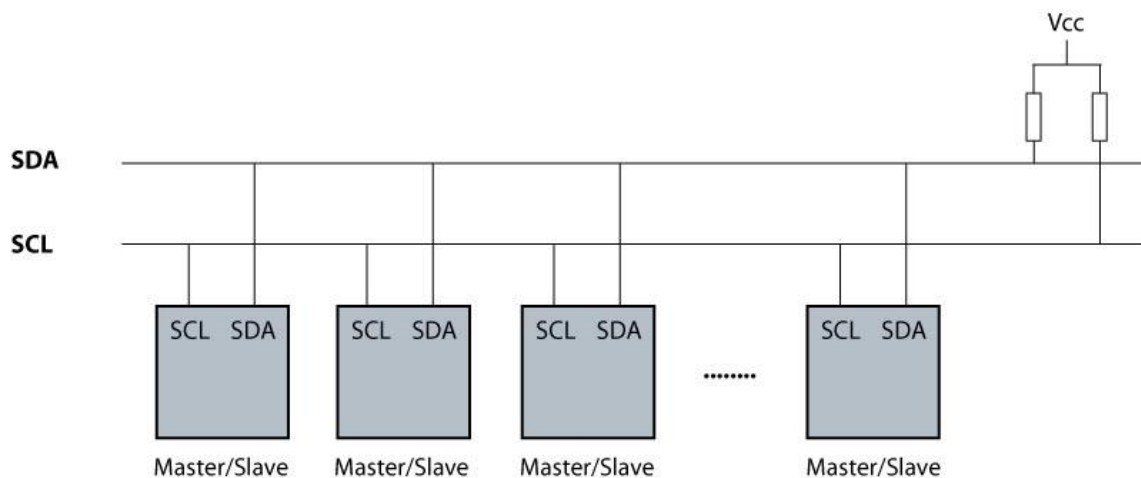 Vcc
SDA
SCL
SCL SDA SCL SDA SCL SDA SCL SDA
........
Master/Slave Master/Slave Master/Slave Master/Slave